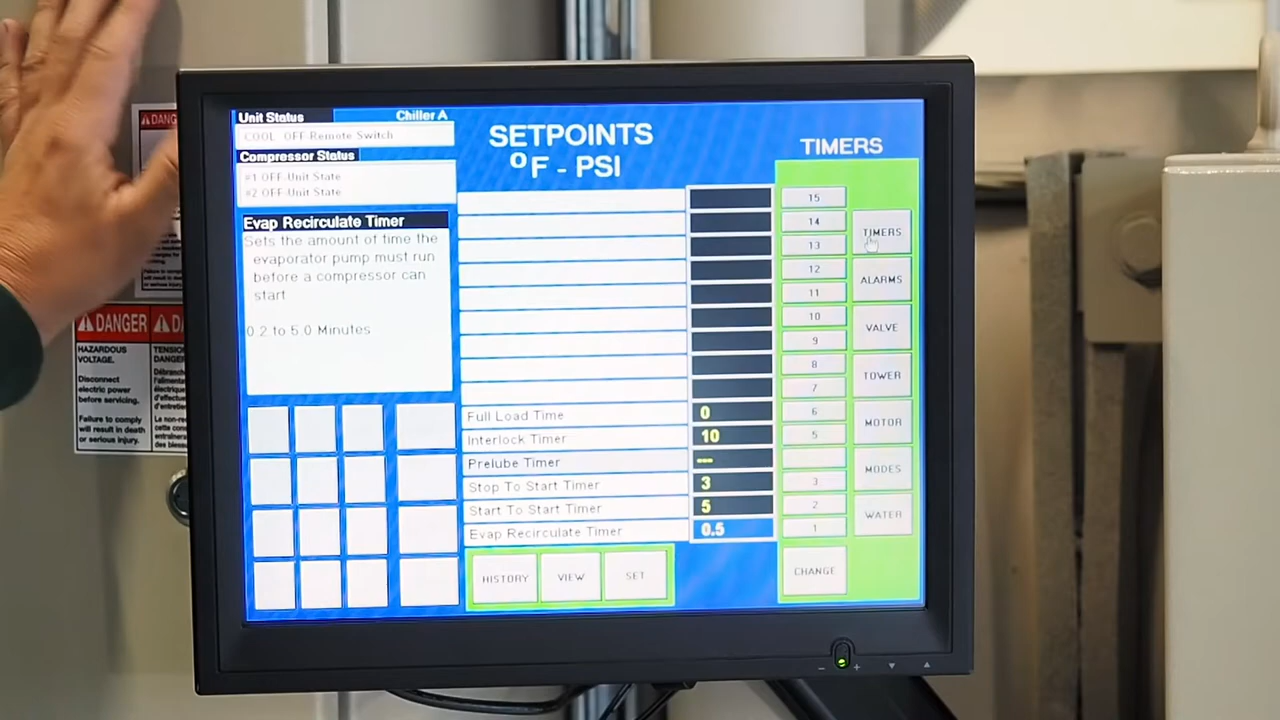 Unit Status
Chiller A
COOL OFF-Remote Switch
Compressor Status
#1 OFF-Unit State
#2 OFF-Unit State
Evap Recirculate Timer
Sets the amount of time the
evaporator pump must run
before a compressor can
start
0.2 to 5.0 Minutes
SETPOINTS
°F - PSI
TIMERS
15
14
13
12
11
10
9
8
7
Full Load Time 0 6
Interlock Timer 10 5
Prelube Timer ---
Stop To Start Timer 3 3
Start To Start Timer 5 2
Evap Recirculate Timer 0.5 1
TIMERS
ALARMS
VALVE
TOWER
MOTOR
MODES
WATER
HISTORY VIEW SET CHANGE
DANG
DANGER
HAZARDOUS
VOLTAGE.
Disconnect
electric power
before servicing.
Failure to comply
will result in death
or serious injury.